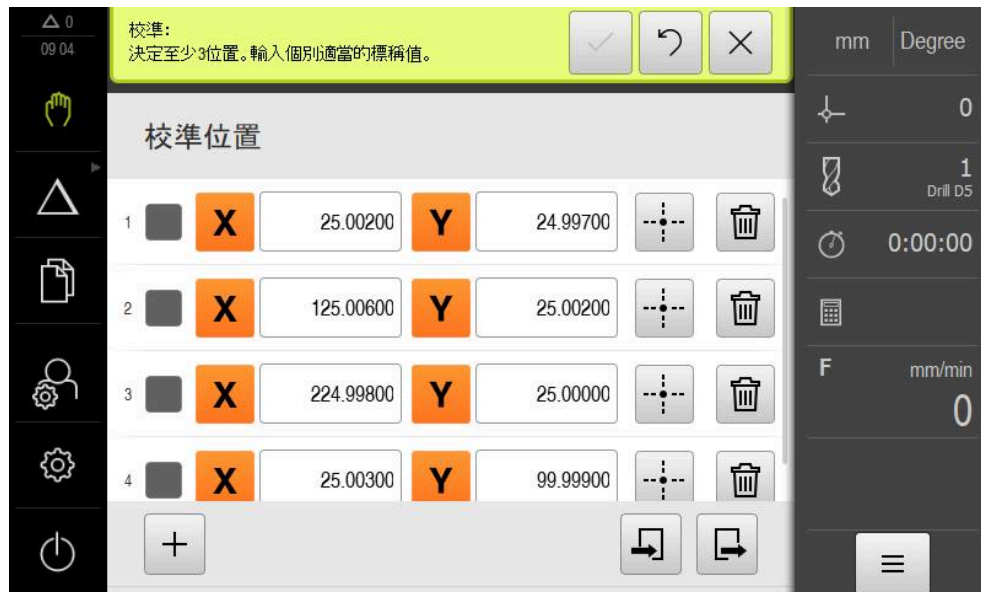 0
09 04
校準:
決定至少3位置。輸入個別適當的標稱值。
mm Degree
校準位置
0
1
Drill D5
0:00:00
1 X 25.00200 Y 24.99700
2 X 125.00600 Y 25.00200
3 X 224.99800 Y 25.00000
4 X 25.00300 Y 99.99900
F mm/min
0